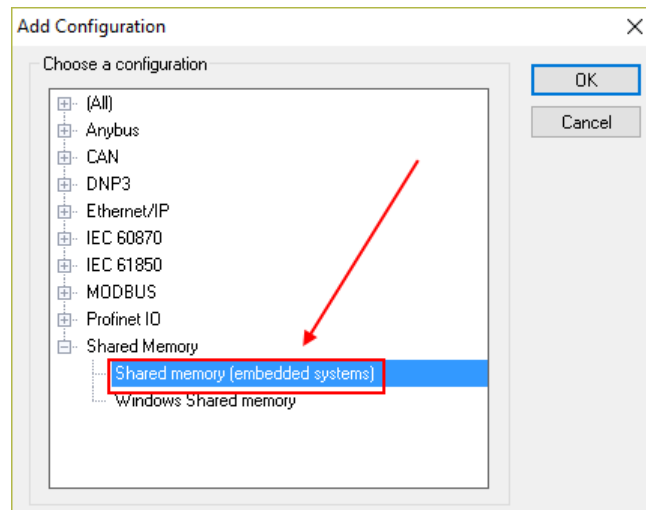 Add Configuration
Choose a configuration
OK
Cancel
(All)
Anybus
CAN
DNP3
Ethernet/IP
IEC 60870
IEC 61850
MODBUS
Profinet IO
Shared Memory
Shared memory (embedded systems)
Windows Shared memory